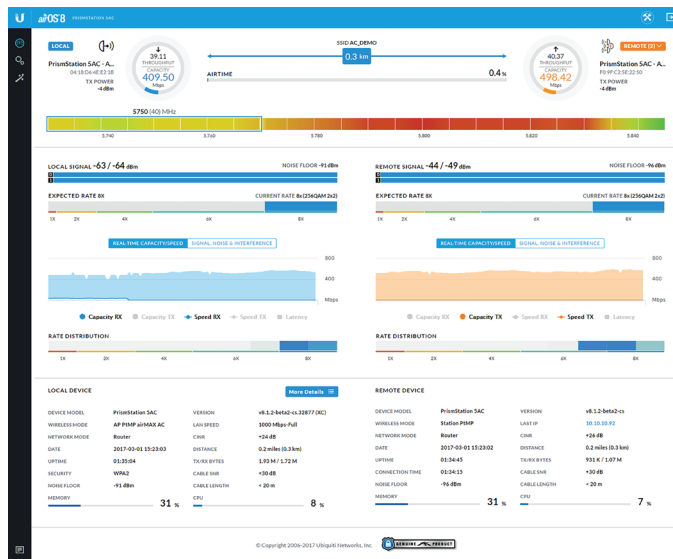 airOS 8 PRISMSTATION 5AC
LOCAL
PrismStation 5AC - A...
04:18:D6:4E:E2:1B
TX POWER
-4 dBm
39.11
THROUGHPUT
CAPACITY
409.50
Mbps
SSID AC_DEMO
0.3 km
AIRTIME 0.4 %
40.37
THROUGHPUT
CAPACITY
498.42
Mbps
REMOTE (2)
PrismStation 5AC - A...
F0:9F:C2:5E:22:50
TX POWER
-4 dBm
5750 (40) MHz
5,740 5,760 5,780 5,800 5,820 5,840
LOCAL SIGNAL -63 / -64 dBm NOISE FLOOR -91 dBm
0
1
EXPECTED RATE 8X CURRENT RATE 8x (256QAM 2x2)
1X 2X 4X 6X 8X
REAL-TIME CAPACITY/SPEED SIGNAL, NOISE & INTERFERENCE
800
400
Mbps
Capacity RX Capacity TX Speed RX Speed TX Latency
RATE DISTRIBUTION
1X 2X 4X 6X 8X
REMOTE SIGNAL -44 / -49 dBm NOISE FLOOR -96 dBm
0
1
EXPECTED RATE 8X CURRENT RATE 8x (256QAM 2x2)
1X 2X 4X 6X 8X
REAL-TIME CAPACITY/SPEED SIGNAL, NOISE & INTERFERENCE
800
400
Mbps
Capacity RX Capacity TX Speed RX Speed TX Latency
RATE DISTRIBUTION
1X 2X 4X 6X 8X
LOCAL DEVICE More Details
DEVICE MODEL PrismStation 5AC VERSION v8.1.2-beta2-cs.32877 (XC)
WIRELESS MODE AP PtMP airMAX AC LAN SPEED 1000 Mbps-Full
NETWORK MODE Router CINR +24 dB
DATE 2017-03-01 15:23:03 DISTANCE 0.2 miles (0.3 km)
UPTIME 01:35:04 TX/RX BYTES 1.93 M / 1.72 M
SECURITY WPA2 CABLE SNR +30 dB
NOISE FLOOR -91 dBm CABLE LENGTH < 20 m
MEMORY 31 % CPU 8 %
REMOTE DEVICE
DEVICE MODEL PrismStation 5AC VERSION v8.1.2-beta2-cs
WIRELESS MODE Station PtMP LAST IP 10.10.10.92
NETWORK MODE Router CINR +26 dB
DATE 2017-03-01 15:23:02 DISTANCE 0.2 miles (0.3 km)
UPTIME 01:34:45 TX/RX BYTES 931 K / 1.07 M
CONNECTION TIME 01:34:15 CABLE SNR +30 dB
NOISE FLOOR -96 dBm CABLE LENGTH < 20 m
MEMORY 31 % CPU 7 %
© Copyright 2006-2017 Ubiquiti Networks, Inc. GENUINE PRODUCT